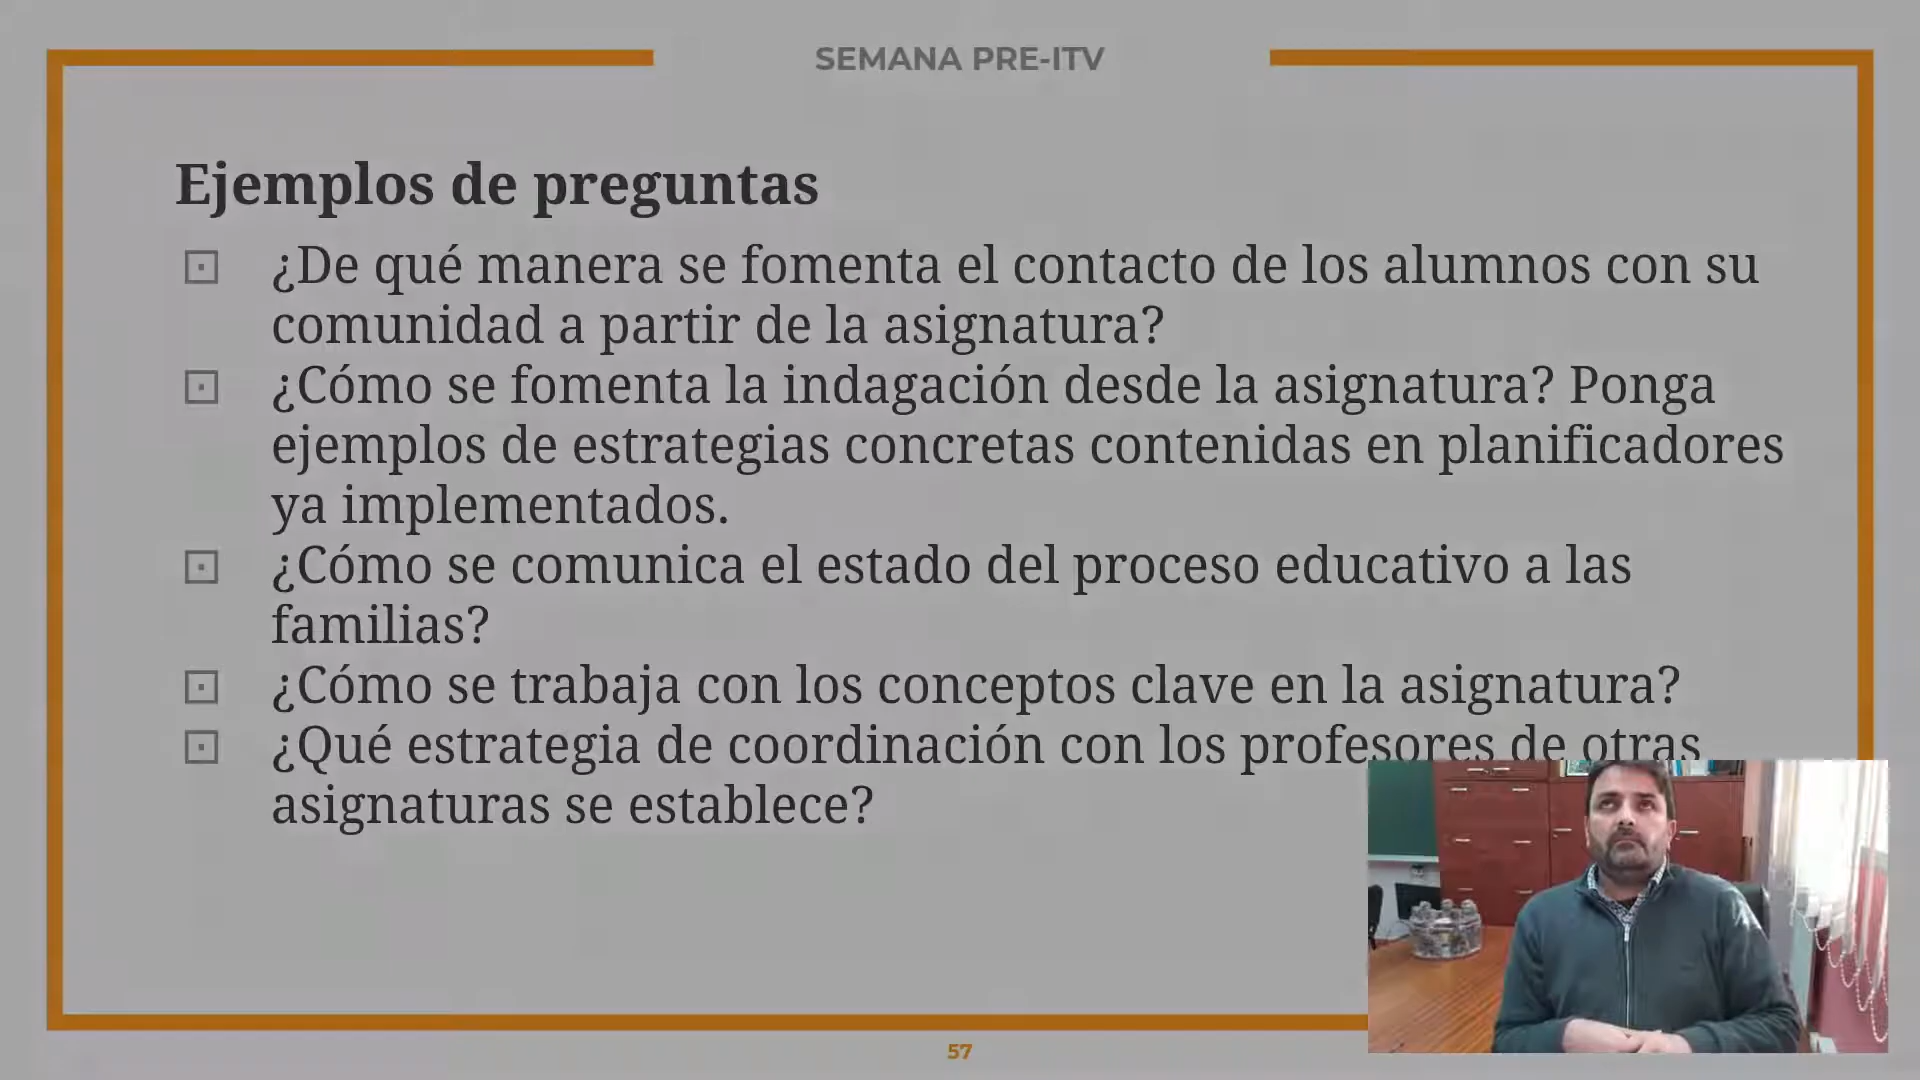 SEMANA PRE-ITV
Ejemplos de preguntas
¿De qué manera se fomenta el contacto de los alumnos con su
comunidad a partir de la asignatura?
¿Cómo se fomenta la indagación desde la asignatura? Ponga
ejemplos de estrategias concretas contenidas en planificadores
ya implementados.
¿Cómo se comunica el estado del proceso educativo a las
familias?
¿Cómo se trabaja con los conceptos clave en la asignatura?
¿Qué estrategia de coordinación con los profesores de otras
asignaturas se establece?
57